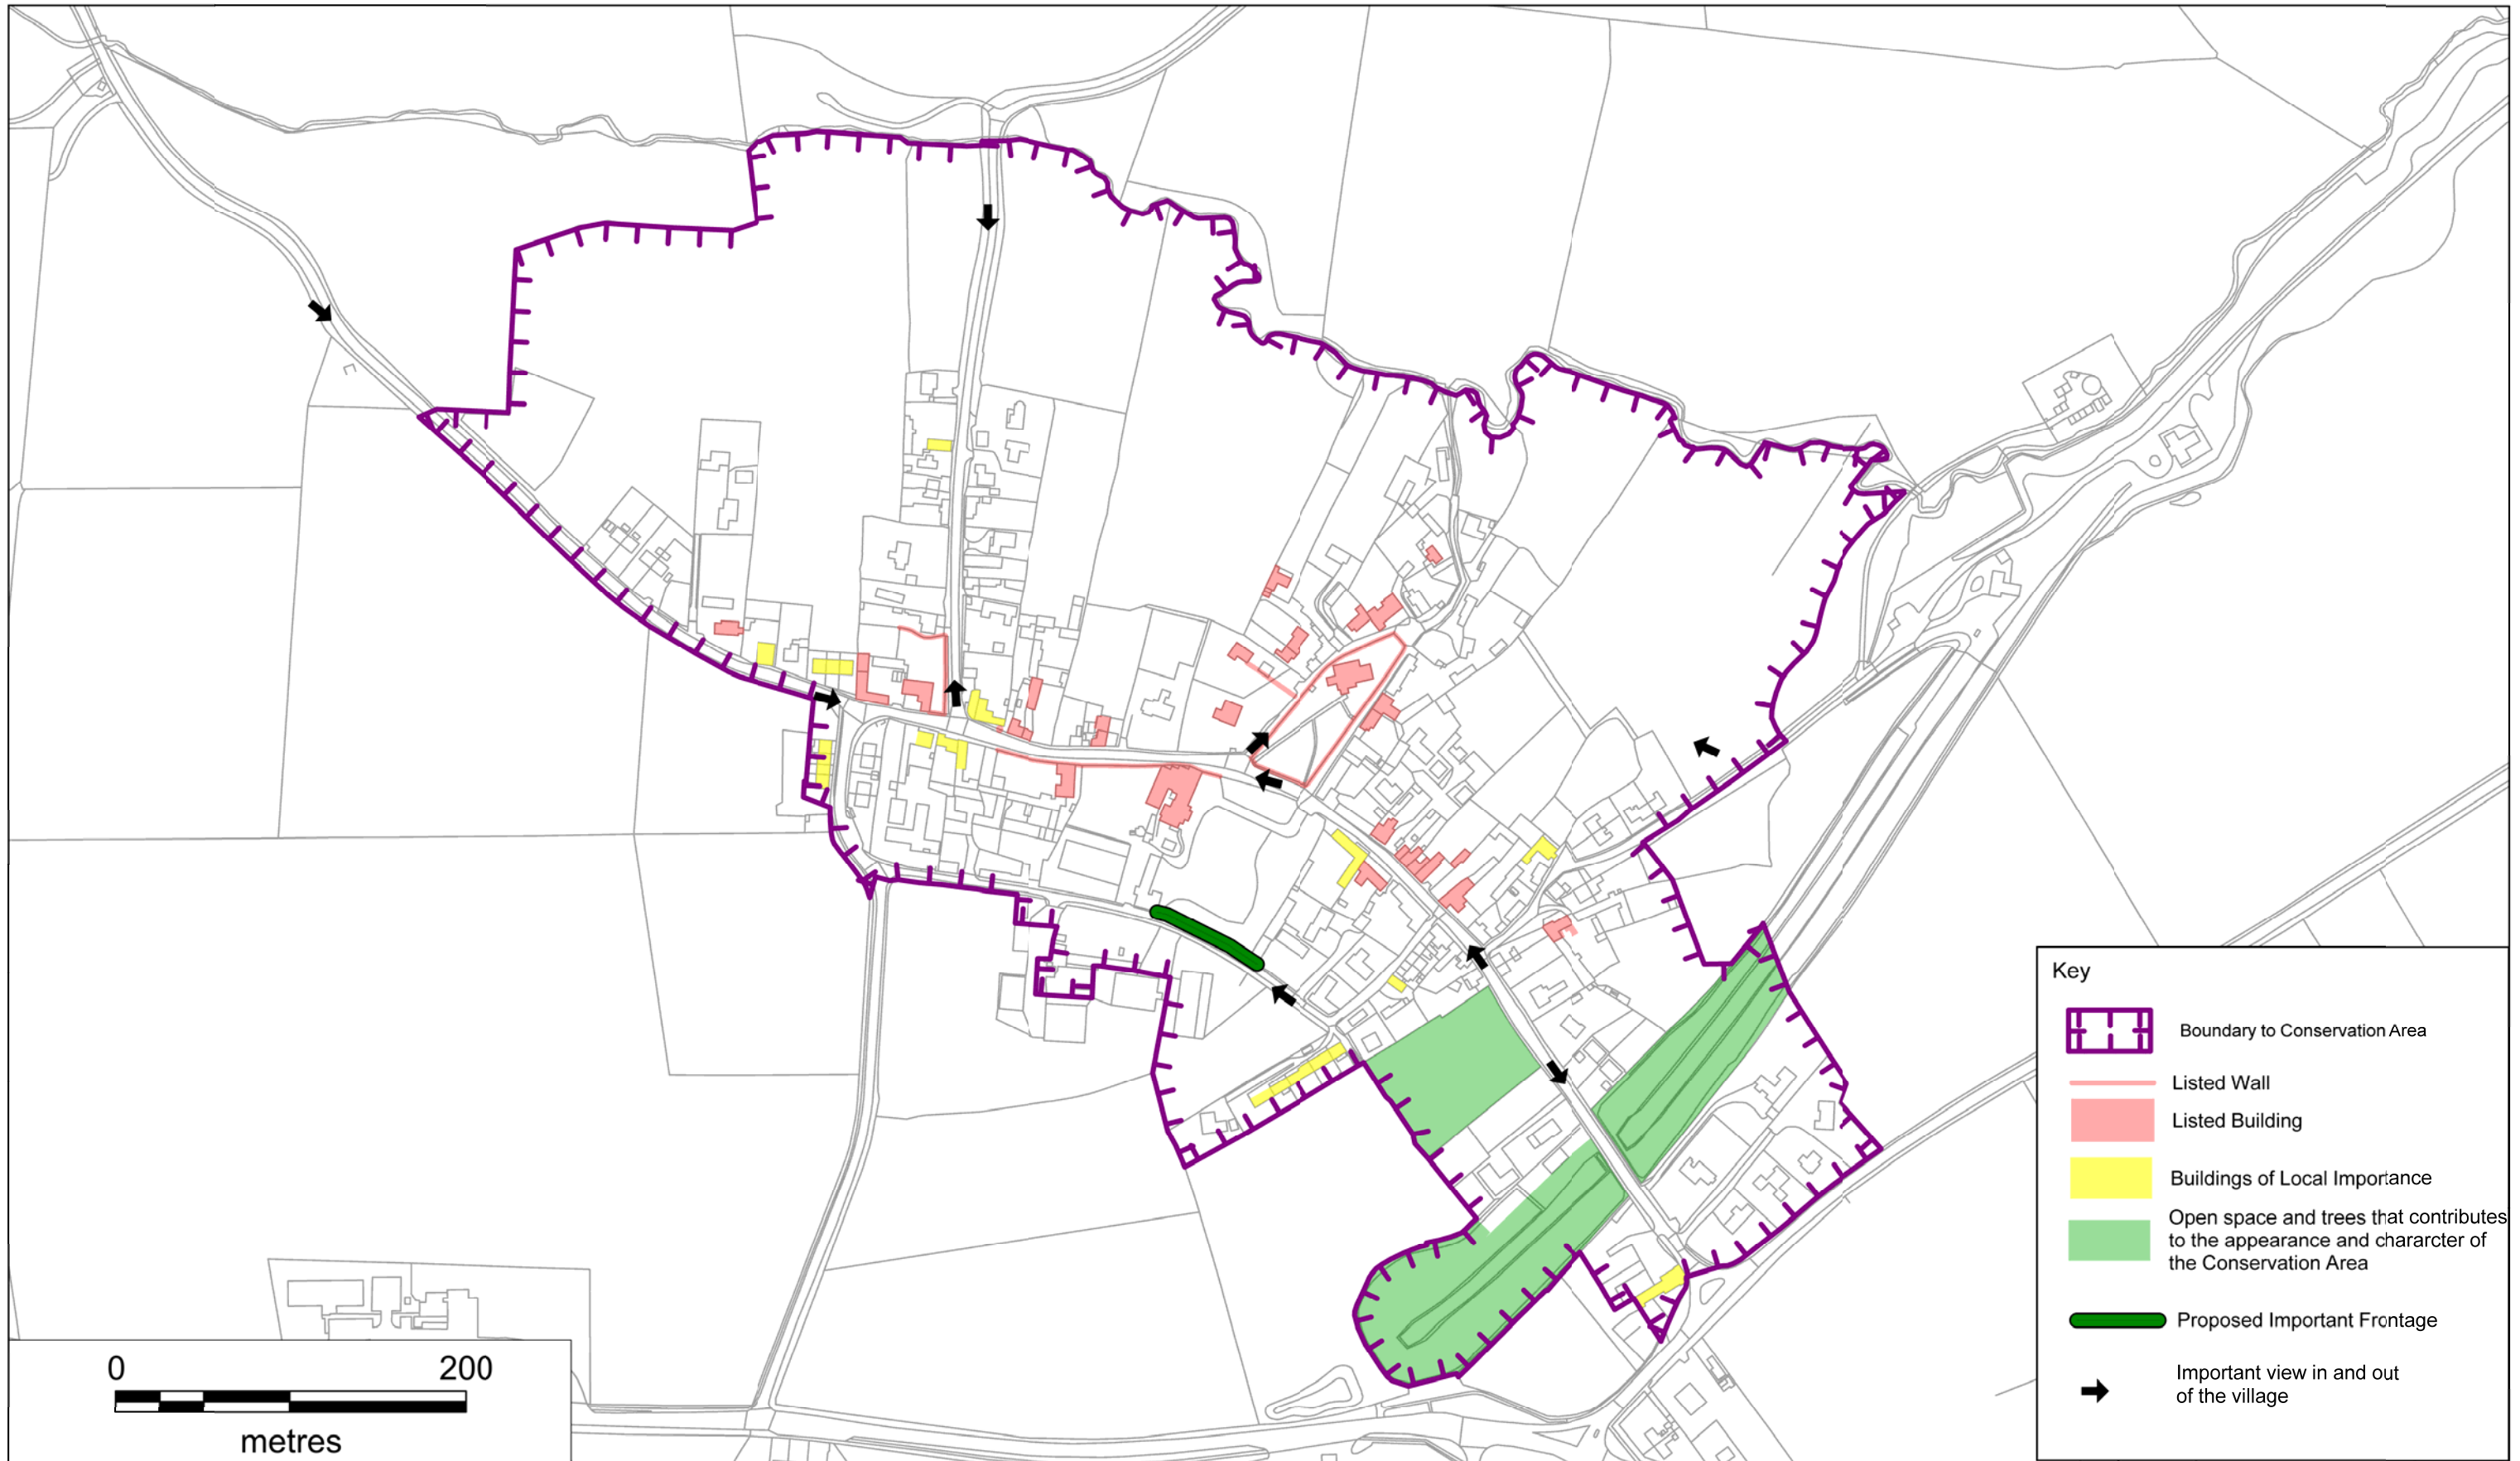 Key
Boundary to Conservation Area
Listed Wall
Listed Building
Buildings of Local Importance
Open space and trees that contributes
to the appearance and chararcter of
the Conservation Area
Proposed Important Frontage
Important view in and out
of the village
0 200
metres